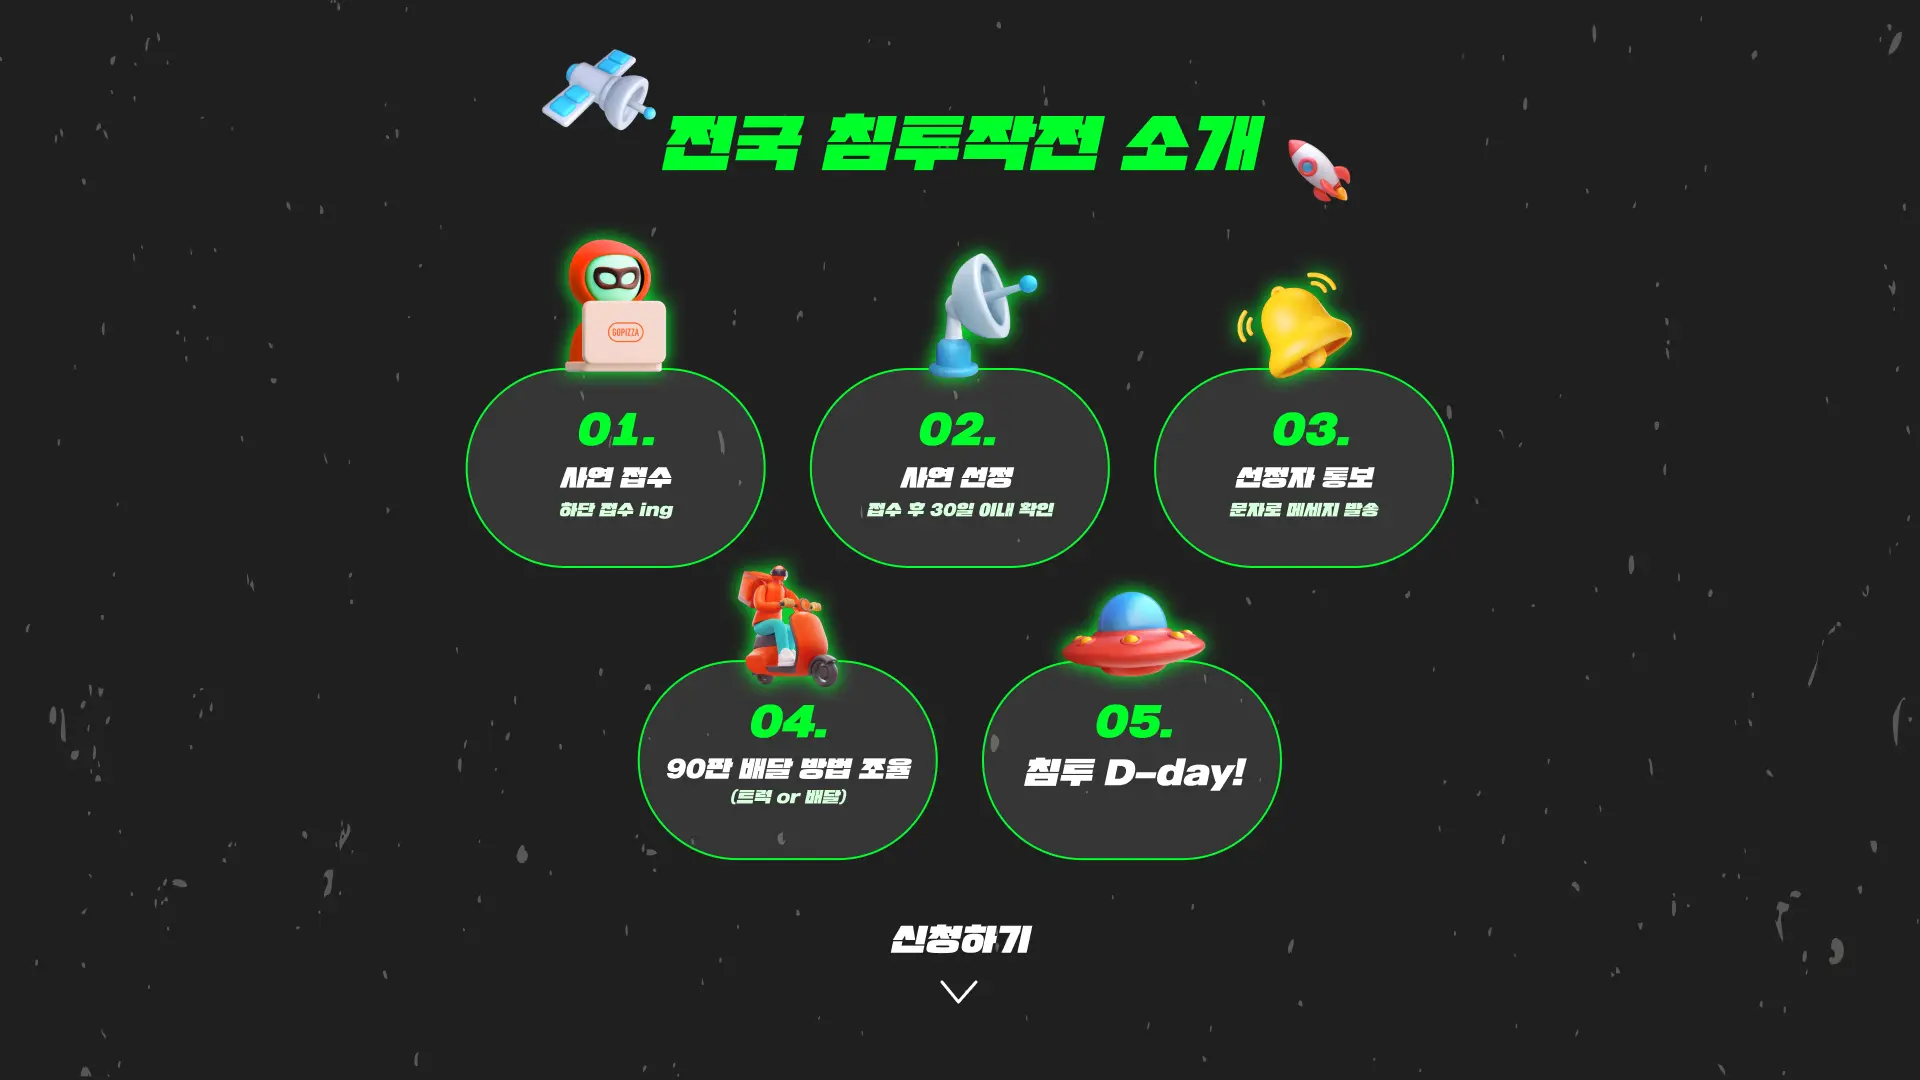 전국 침투작전 소개
GOPIZZA
01.
사연 접수
하단 접수 ing
02.
사연 선정
접수 후 30일 이내 확인
03.
선정자 통보
문자로 메세지 발송
04.
90판 배달 방법 조율
(트럭 or 배달)
05.
침투 D-day!
신청하기